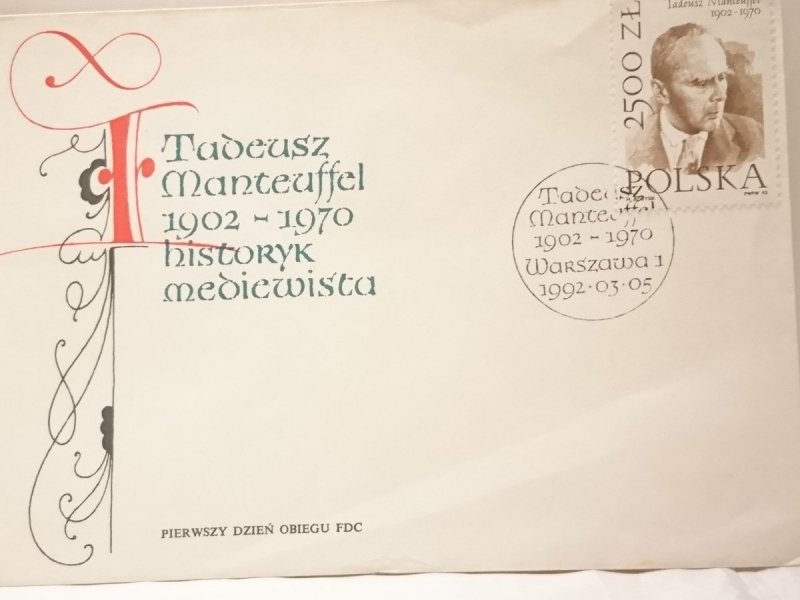 Tadeusz
Manteuffel
1902 - 1970
historyk
mediewista
Tadeusz Manteuffel
1902-1970
2500 ZŁ
POLSKA
Tadeusz
Manteuffel
1902 - 1970
Warszawa 1
1992·03·05
PIERWSZY DZIEŃ OBIEGU FDC